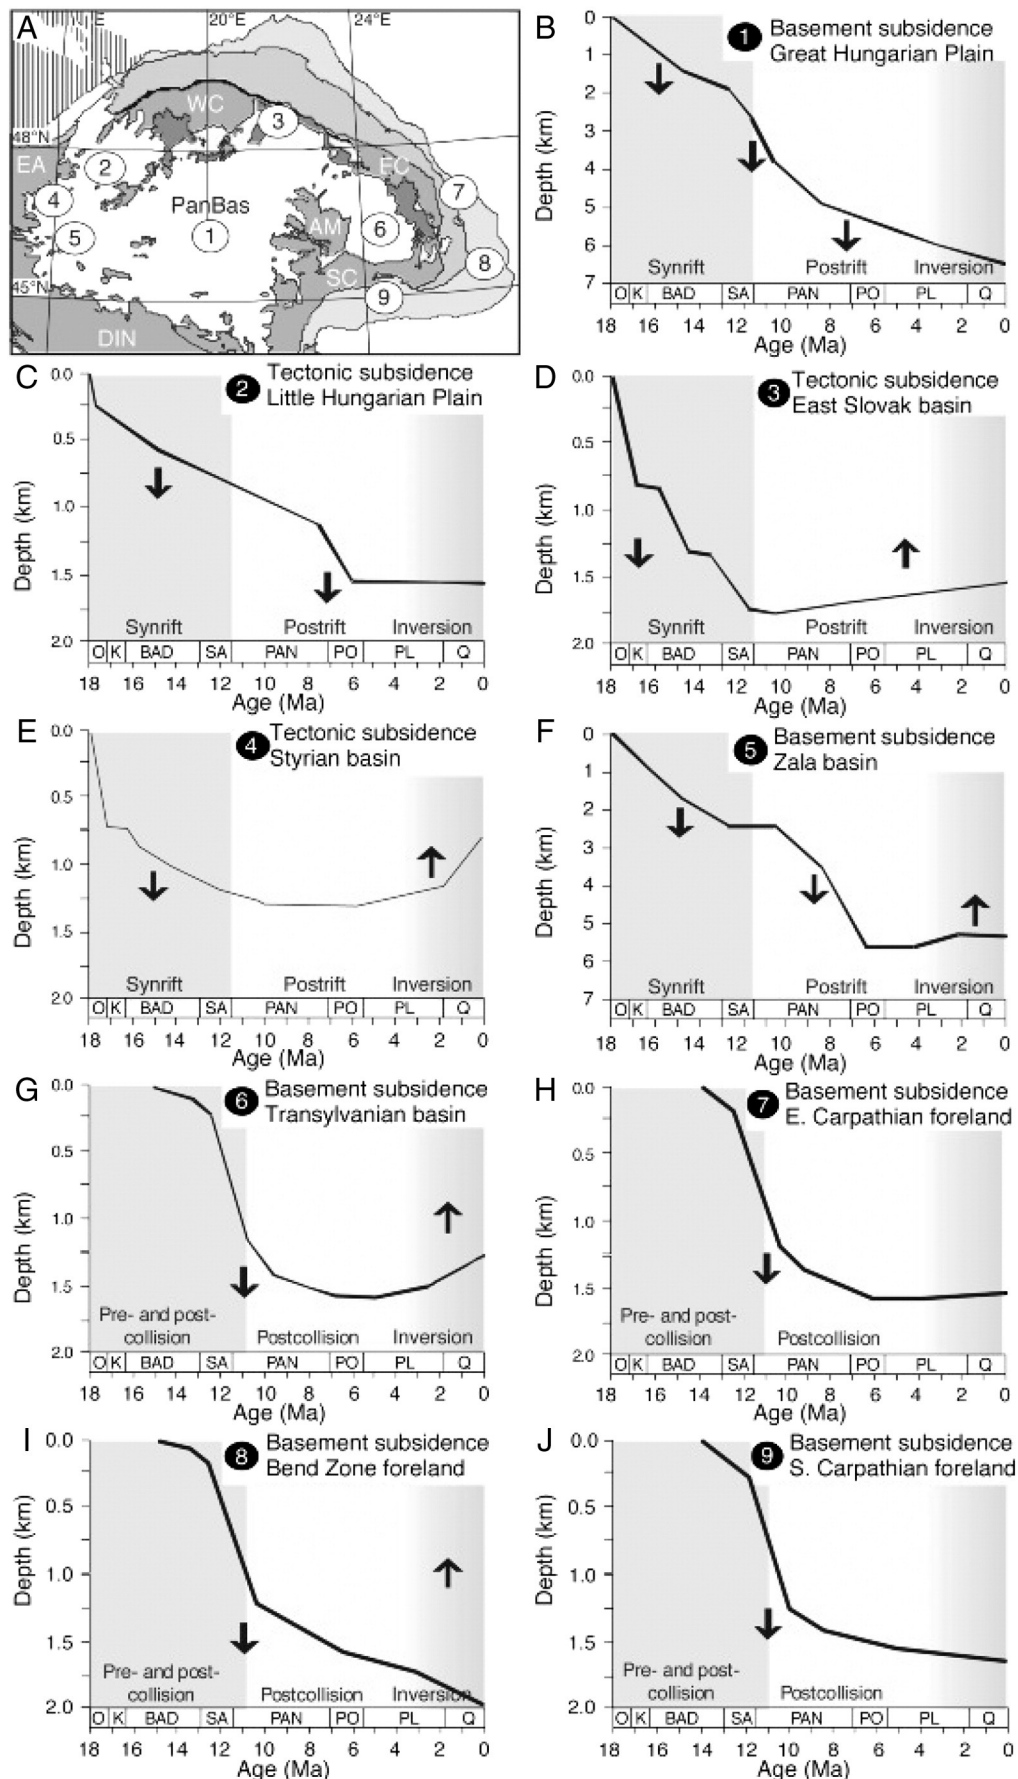 A
20°E
24°E
WC
3
48°N
EA
2
EC
7
4
PanBas
5
1
AM
6
8
SC
45°N
9
DIN
B
1
Basement subsidence
Great Hungarian Plain
0
1
2
3
4
5
6
7
Depth (km)
Synrift
Postrift
Inversion
O K BAD SA PAN PO PL Q
18 16 14 12 10 8 6 4 2 0
Age (Ma)
C
2
Tectonic subsidence
Little Hungarian Plain
0.0
0.5
1.0
1.5
2.0
Depth (km)
Synrift
Postrift
Inversion
O K BAD SA PAN PO PL Q
18 16 14 12 10 8 6 4 2 0
Age (Ma)
D
3
Tectonic subsidence
East Slovak basin
0.0
0.5
1.0
1.5
2.0
Depth (km)
Synrift
Postrift
Inversion
O K BAD SA PAN PO PL Q
18 16 14 12 10 8 6 4 2 0
Age (Ma)
E
4
Tectonic subsidence
Styrian basin
0.0
0.5
1.0
1.5
2.0
Depth (km)
Synrift
Postrift
Inversion
O K BAD SA PAN PO PL Q
18 16 14 12 10 8 6 4 2 0
Age (Ma)
F
5
Basement subsidence
Zala basin
0
1
2
3
4
5
6
7
Depth (km)
Synrift
Postrift
Inversion
O K BAD SA PAN PO PL Q
18 16 14 12 10 8 6 4 2 0
Age (Ma)
G
6
Basement subsidence
Transylvanian basin
0.0
0.5
1.0
1.5
2.0
Depth (km)
Pre- and post-
collision
Postcollision
Inversion
O K BAD SA PAN PO PL Q
18 16 14 12 10 8 6 4 2 0
Age (Ma)
H
7
Basement subsidence
E. Carpathian foreland
0.0
0.5
1.0
1.5
2.0
Depth (km)
Pre- and post-
collision
Postcollision
O K BAD SA PAN PO PL Q
18 16 14 12 10 8 6 4 2 0
Age (Ma)
I
8
Basement subsidence
Bend Zone foreland
0.0
0.5
1.0
1.5
2.0
Depth (km)
Pre- and post-
collision
Postcollision
Inversion
O K BAD SA PAN PO PL Q
18 16 14 12 10 8 6 4 2 0
Age (Ma)
J
9
Basement subsidence
S. Carpathian foreland
0.0
0.5
1.0
1.5
2.0
Depth (km)
Pre- and post-
collision
Postcollision
O K BAD SA PAN PO PL Q
18 16 14 12 10 8 6 4 2 0
Age (Ma)